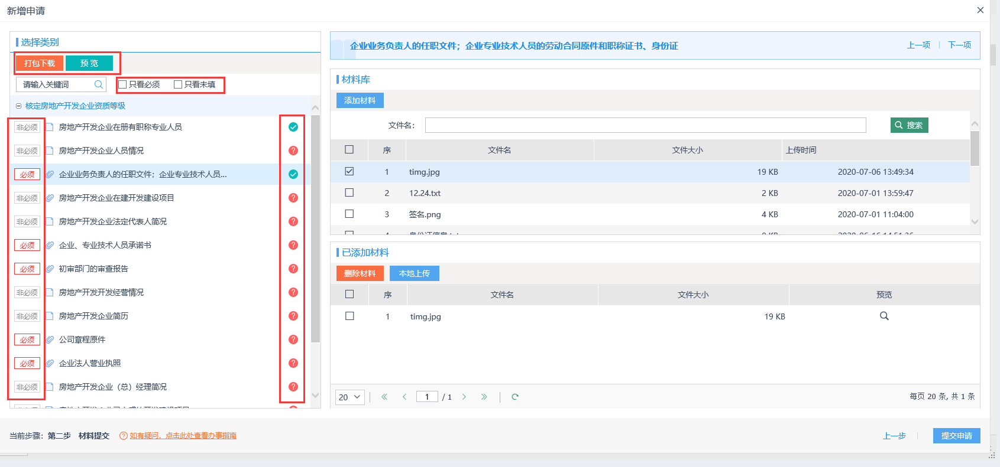 新增申请
选择类别
打包下载 预 览
请输入关键词 只看必须 只看未填
核定房地产开发企业资质等级
非必须 房地产开发企业在册有职称专业人员
非必须 房地产开发企业人员情况
必须 企业业务负责人的任职文件；企业专业技术人员...
非必须 房地产开发企业在建开发建设项目
非必须 房地产开发企业法定代表人简况
必须 企业、专业技术人员承诺书
必须 初审部门的审查报告
非必须 房地产开发开发经营情况
非必须 房地产开发企业简历
必须 公司章程原件
必须 企业法人营业执照
非必须 房地产开发企业（总）经理简况
企业业务负责人的任职文件；企业专业技术人员的劳动合同原件和职称证书、身份证 上一项 下一项
材料库
添加材料
文件名： 搜索
序 文件名 文件大小 上传时间
1 timg.jpg 19 KB 2020-07-06 13:49:34
2 12.24.txt 2 KB 2020-07-01 13:59:47
3 签名.png 4 KB 2020-07-01 11:04:00
已添加材料
删除材料 本地上传
序 文件名 文件大小 预览
1 timg.jpg 19 KB
20 1 / 1 每页 20 条, 共 1 条
当前步骤：第二步 材料提交 如有疑问，点击此处查看办事指南 上一步 提交申请